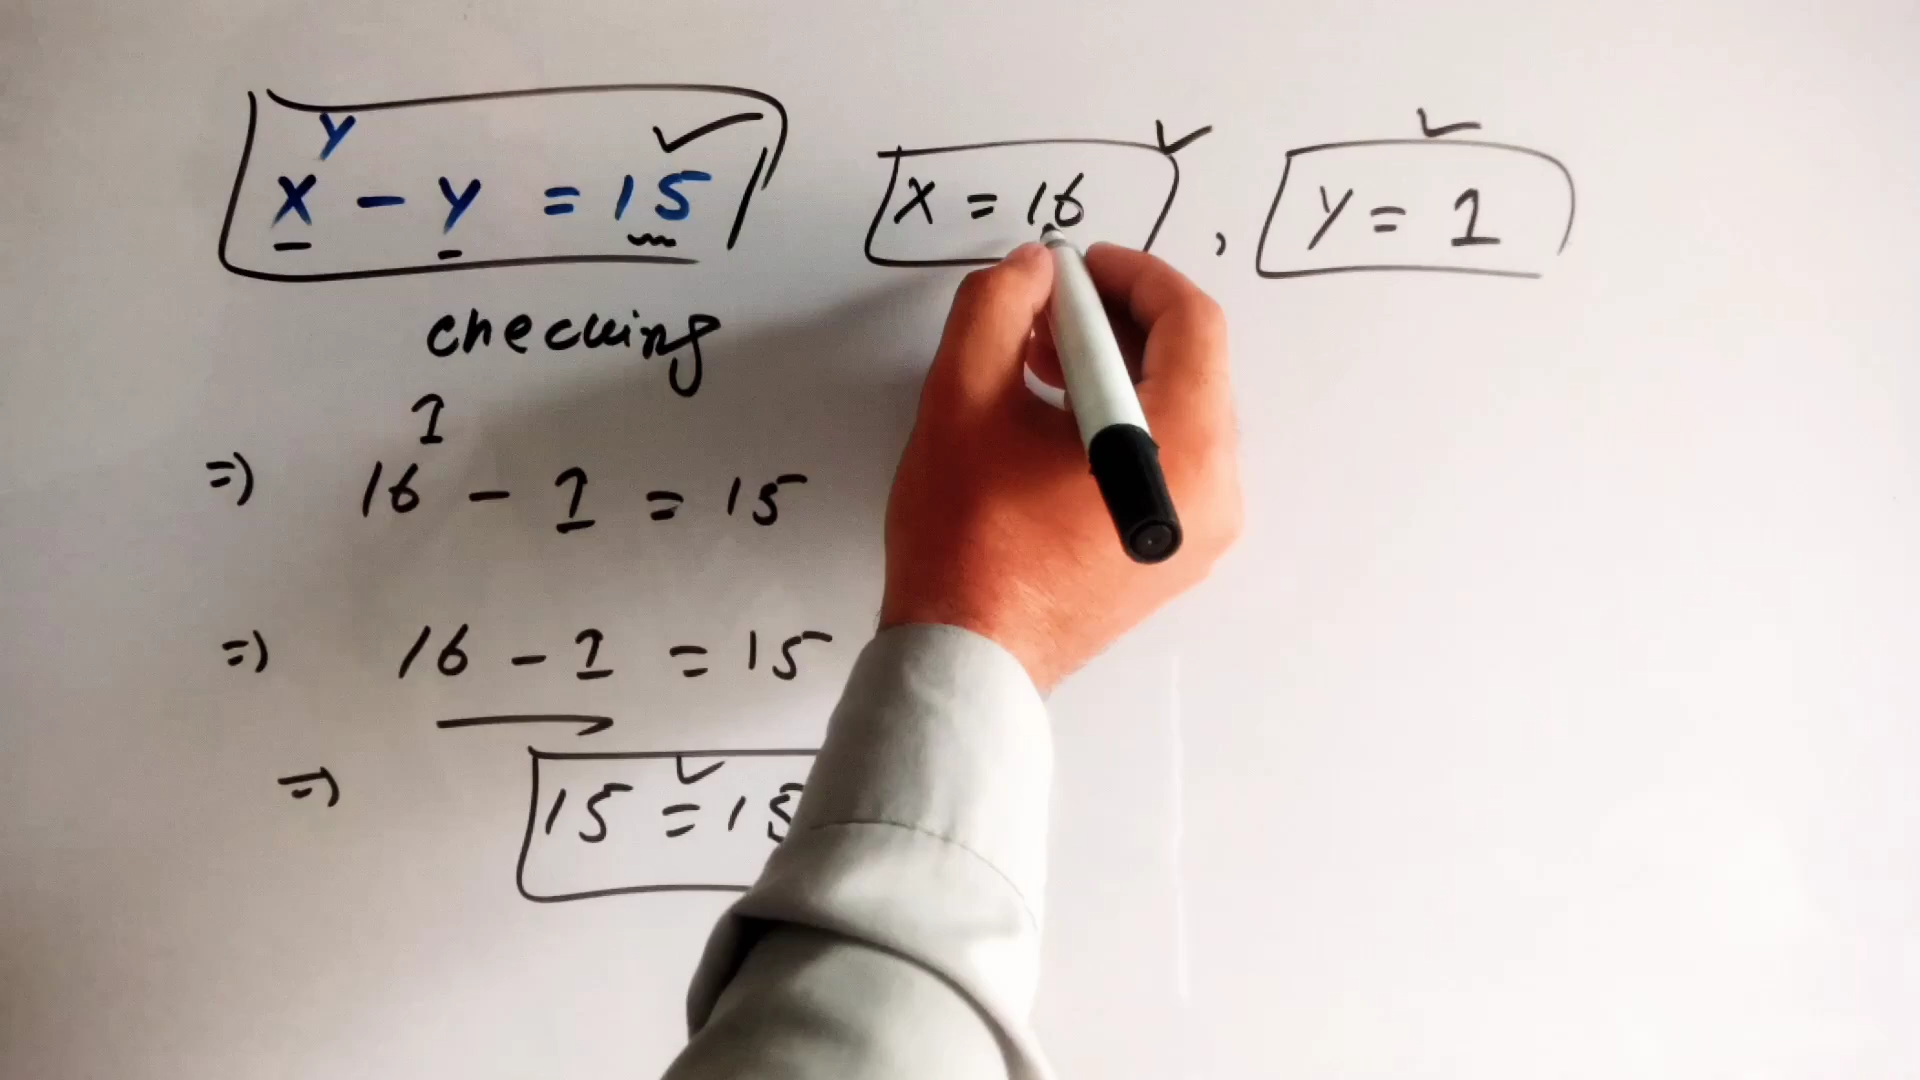 x^y - y = 15
x = 16 , y = 1
checking
=> 16^1 - 1 = 15
=> 16 - 1 = 15
=> 15 = 15